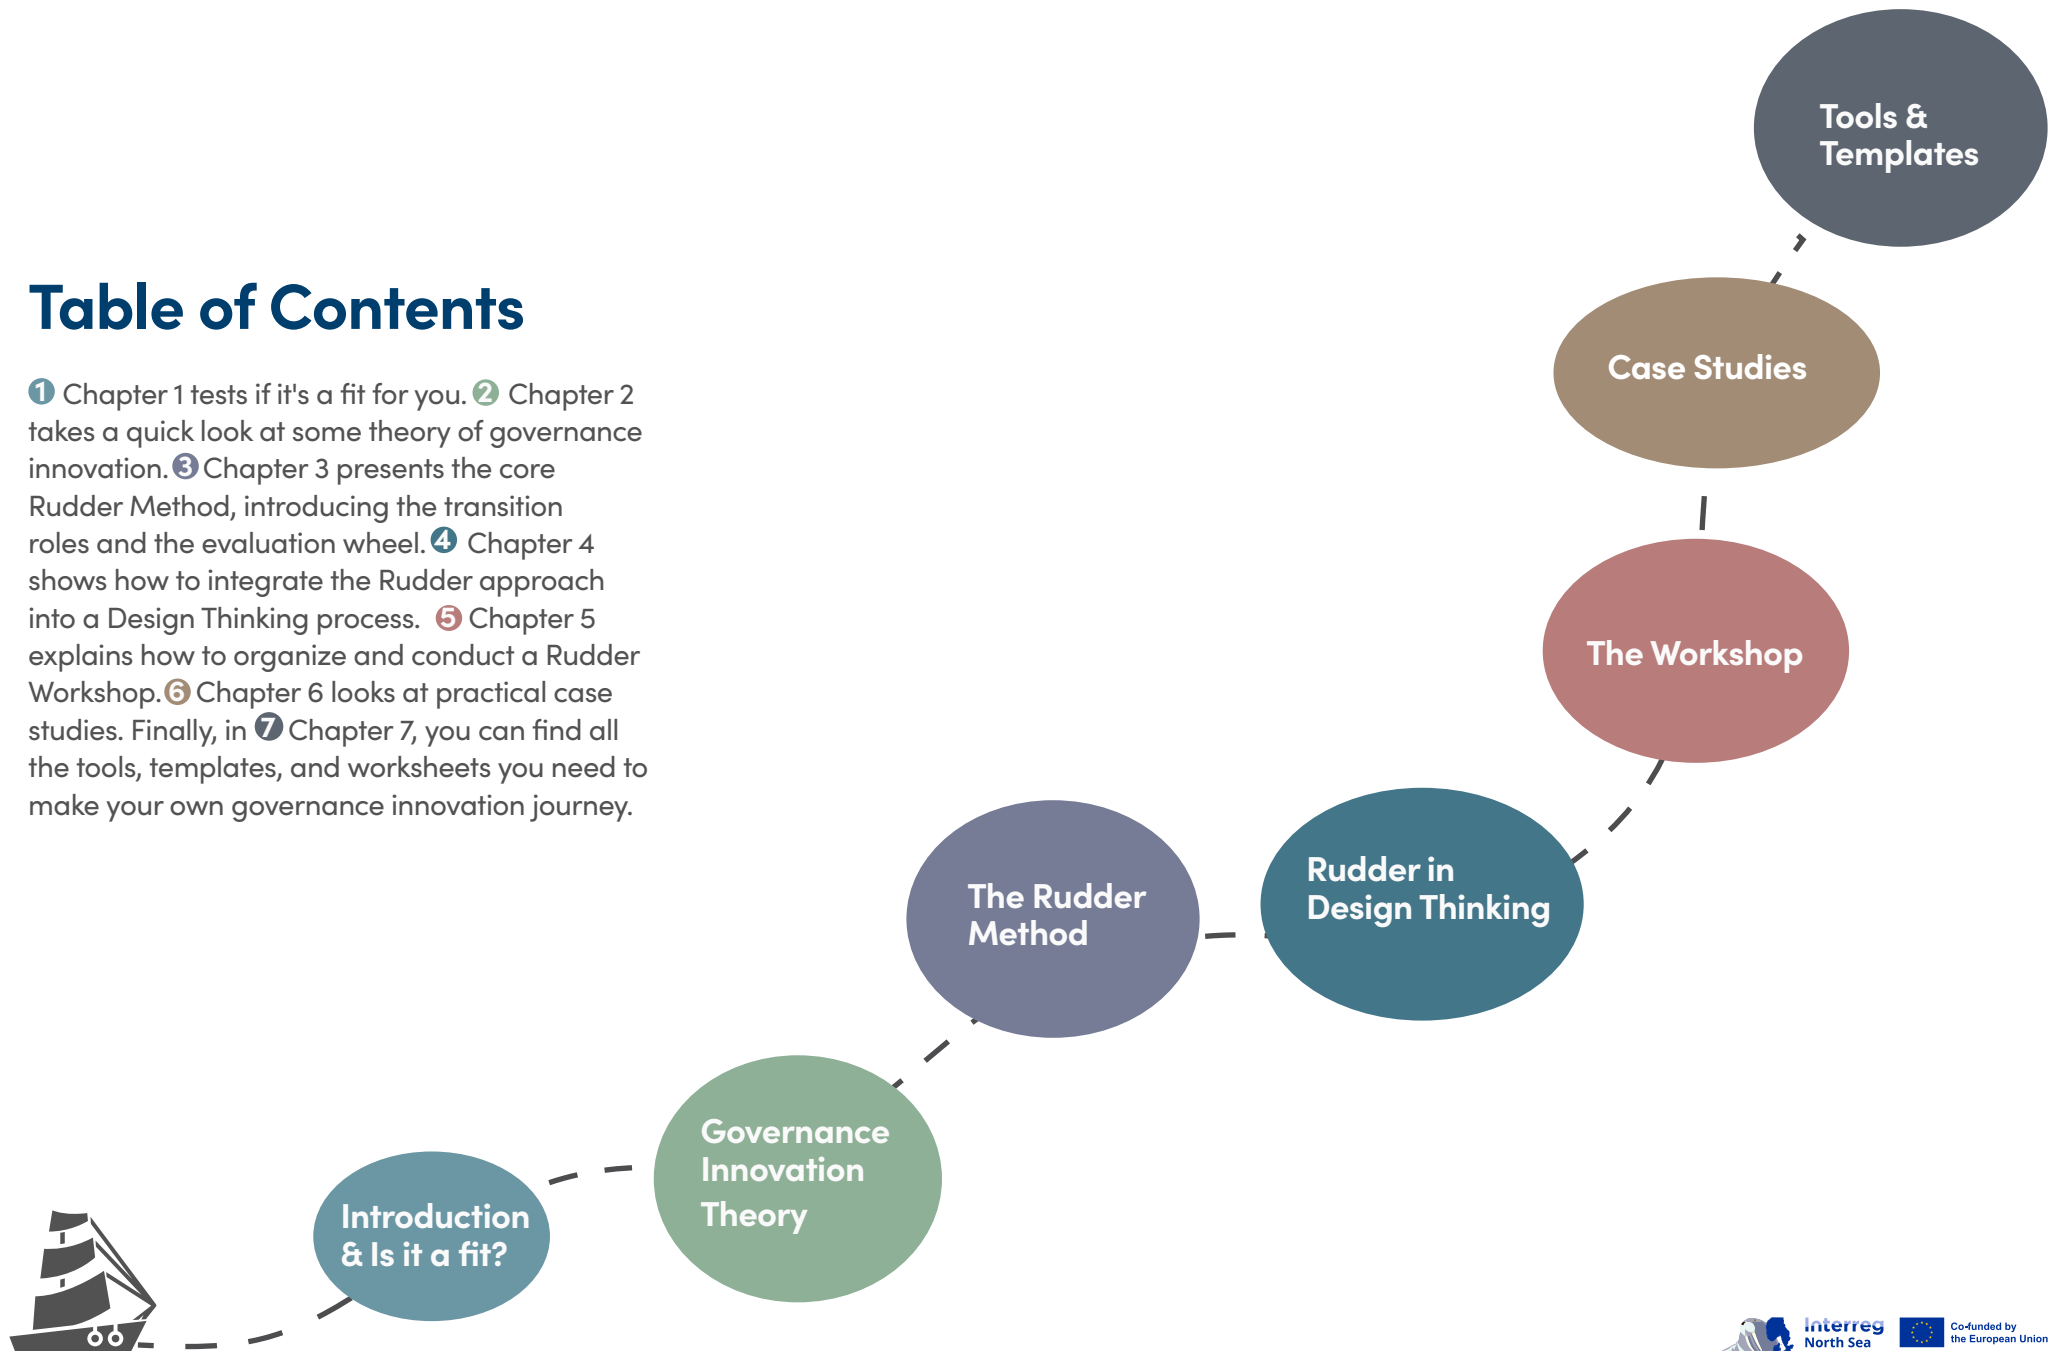 Table of Contents
1 Chapter 1 tests if it's a fit for you. 2 Chapter 2
takes a quick look at some theory of governance
innovation. 3 Chapter 3 presents the core
Rudder Method, introducing the transition
roles and the evaluation wheel. 4 Chapter 4
shows how to integrate the Rudder approach
into a Design Thinking process. 5 Chapter 5
explains how to organize and conduct a Rudder
Workshop. 6 Chapter 6 looks at practical case
studies. Finally, in 7 Chapter 7, you can find all
the tools, templates, and worksheets you need to
make your own governance innovation journey.
Introduction
& Is it a fit?
Governance
Innovation
Theory
The Rudder
Method
Rudder in
Design Thinking
The Workshop
Case Studies
Tools &
Templates
Interreg
North Sea
Co-funded by
the European Union